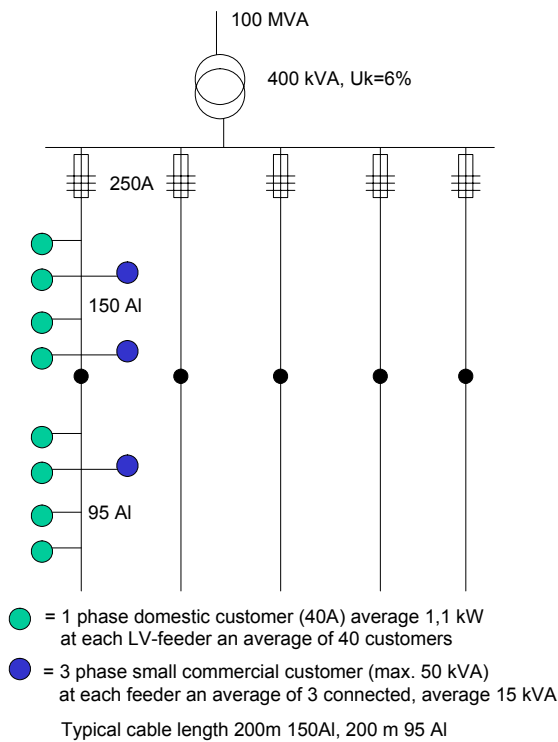 100 MVA
400 kVA, Uk=6%
250A
150 Al
95 Al
= 1 phase domestic customer (40A) average 1,1 kW
at each LV-feeder an average of 40 customers
= 3 phase small commercial customer (max. 50 kVA)
at each feeder an average of 3 connected, average 15 kVA
Typical cable length 200m 150Al, 200 m 95 Al